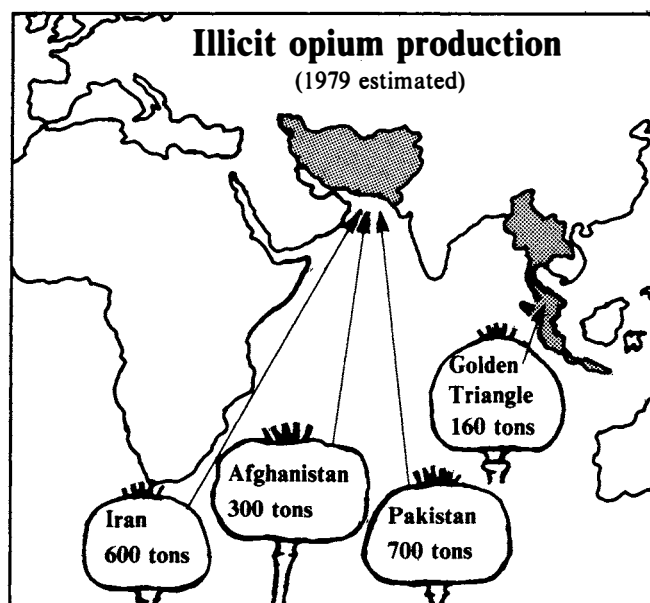 Illicit opium production
(1979 estimated)
Golden
Triangle
160 tons
Afghanistan
300 tons
Iran
600 tons
Pakistan
700 tons